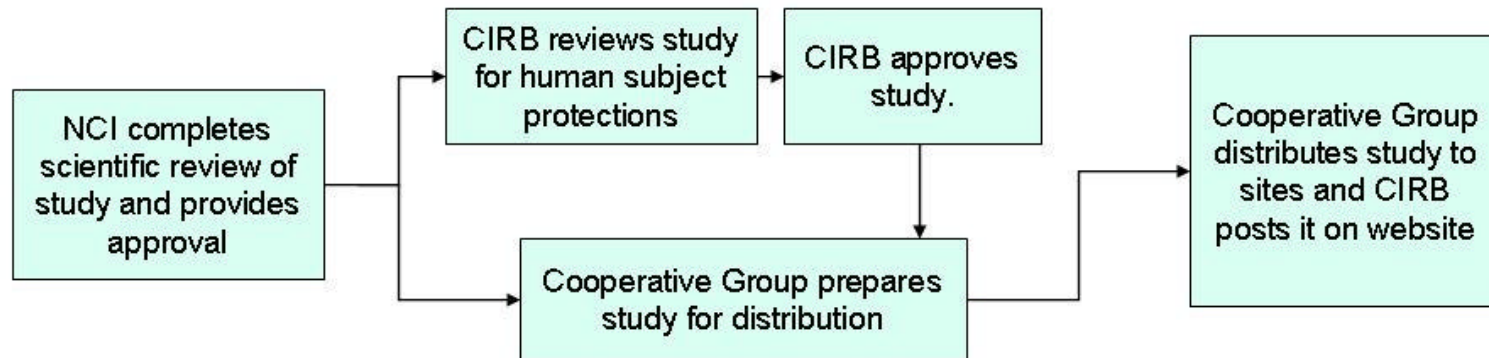 NCI completes
scientific review of
study and provides
approval
CIRB reviews study
for human subject
protections
CIRB approves
study.
Cooperative Group prepares
study for distribution
Cooperative Group
distributes study to
sites and CIRB
posts it on website